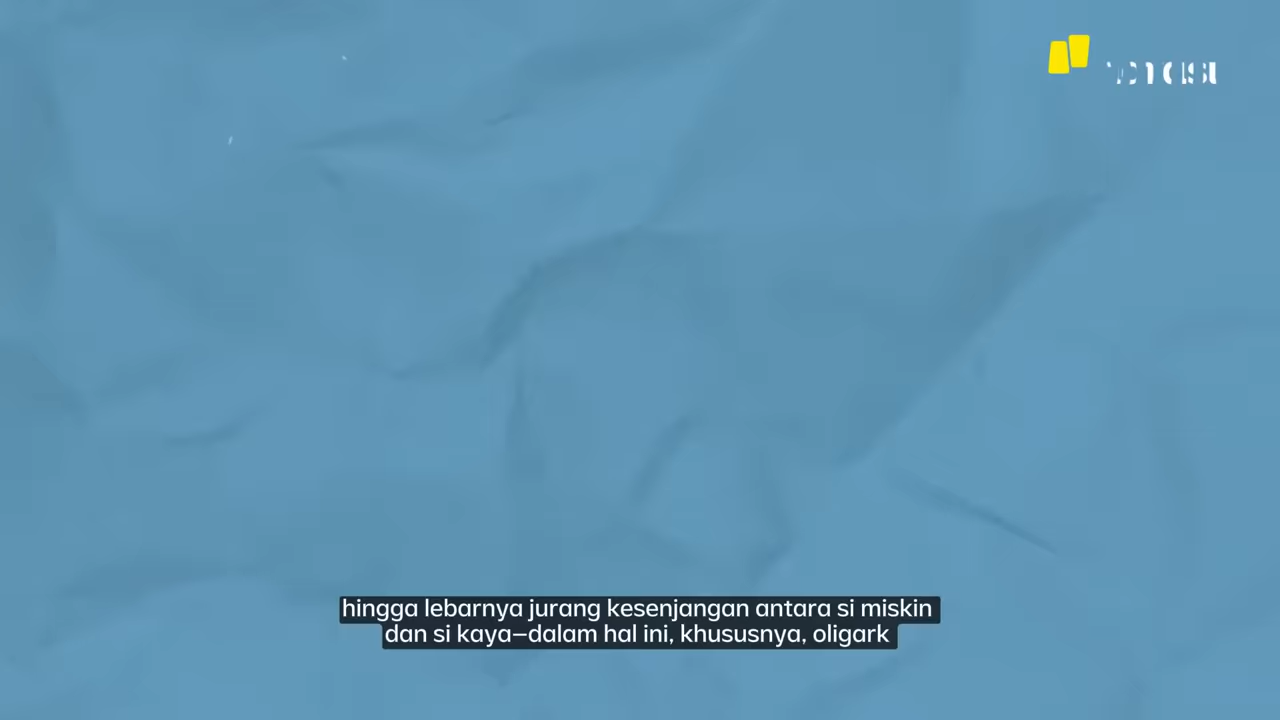 hingga lebarnya jurang kesenjangan antara si miskin
dan si kaya—dalam hal ini, khususnya, oligark